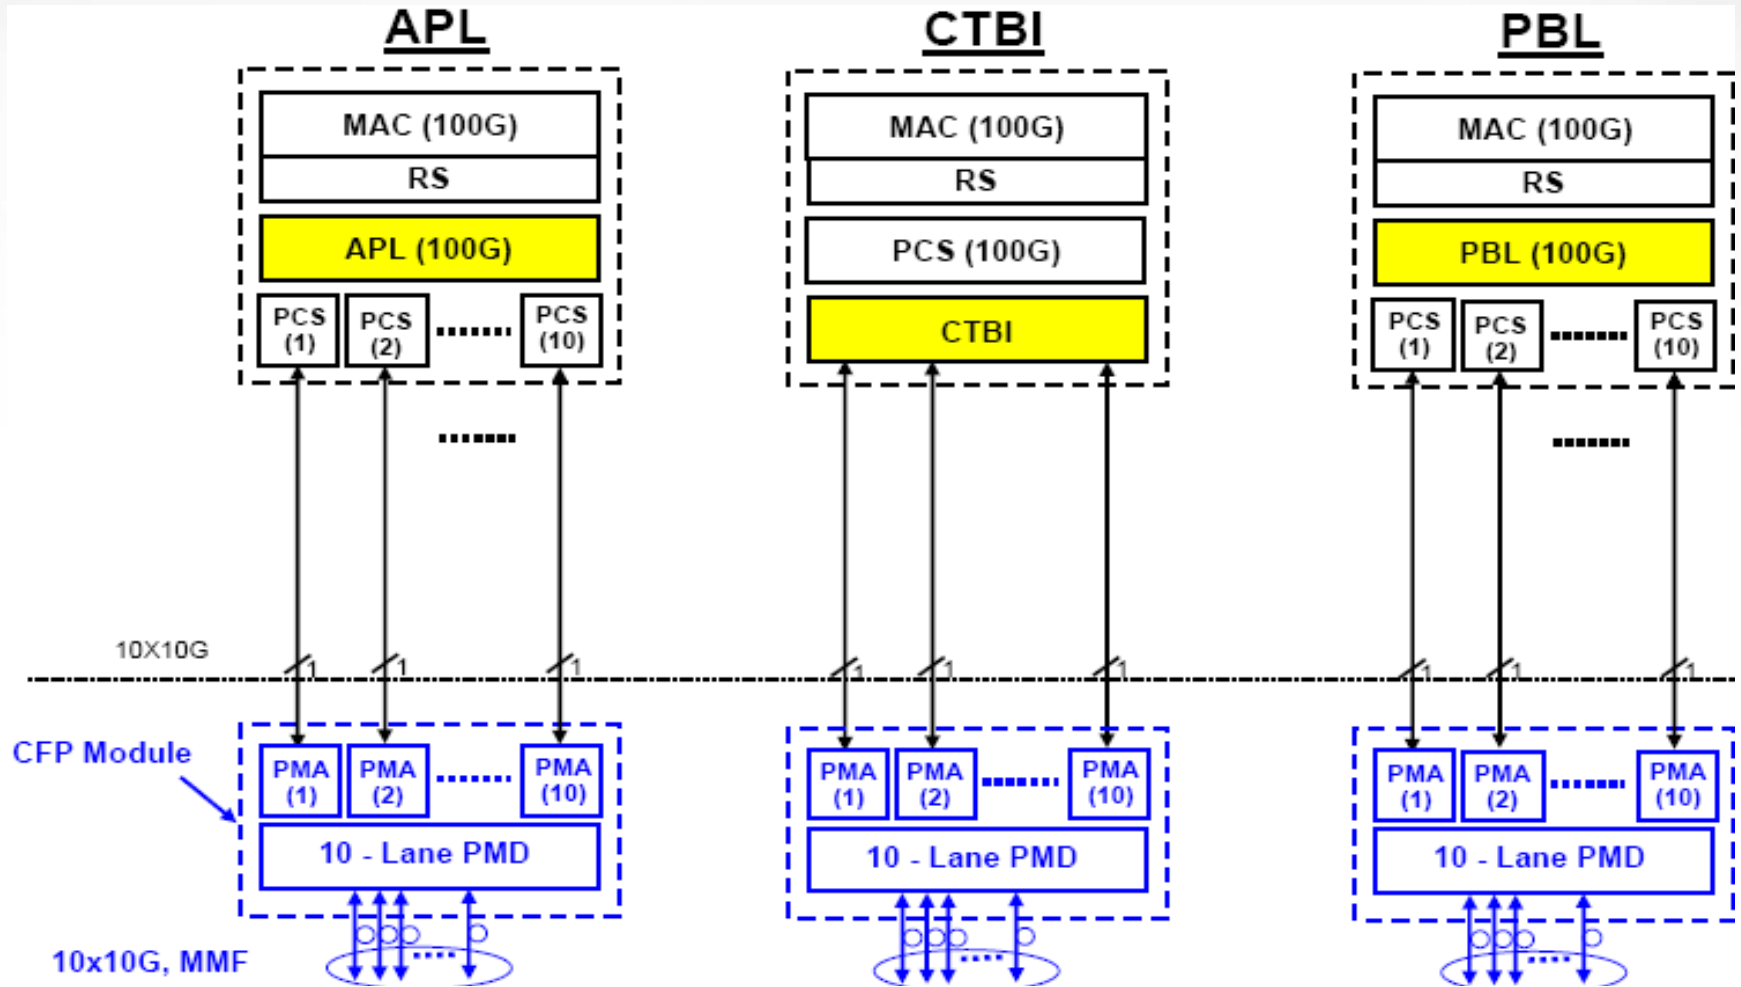 APL CTBI PBL
MAC (100G) MAC (100G) MAC (100G)
RS RS RS
APL (100G) PCS (100G) PBL (100G)
PCS (1) PCS (2) PCS (10) CTBI PCS (1) PCS (2) PCS (10)
10X10G
1 1 1 1 1 1 1 1 1
CFP Module
PMA (1) PMA (2) PMA (10) PMA (1) PMA (2) PMA (10) PMA (1) PMA (2) PMA (10)
10 - Lane PMD 10 - Lane PMD 10 - Lane PMD
10x10G, MMF